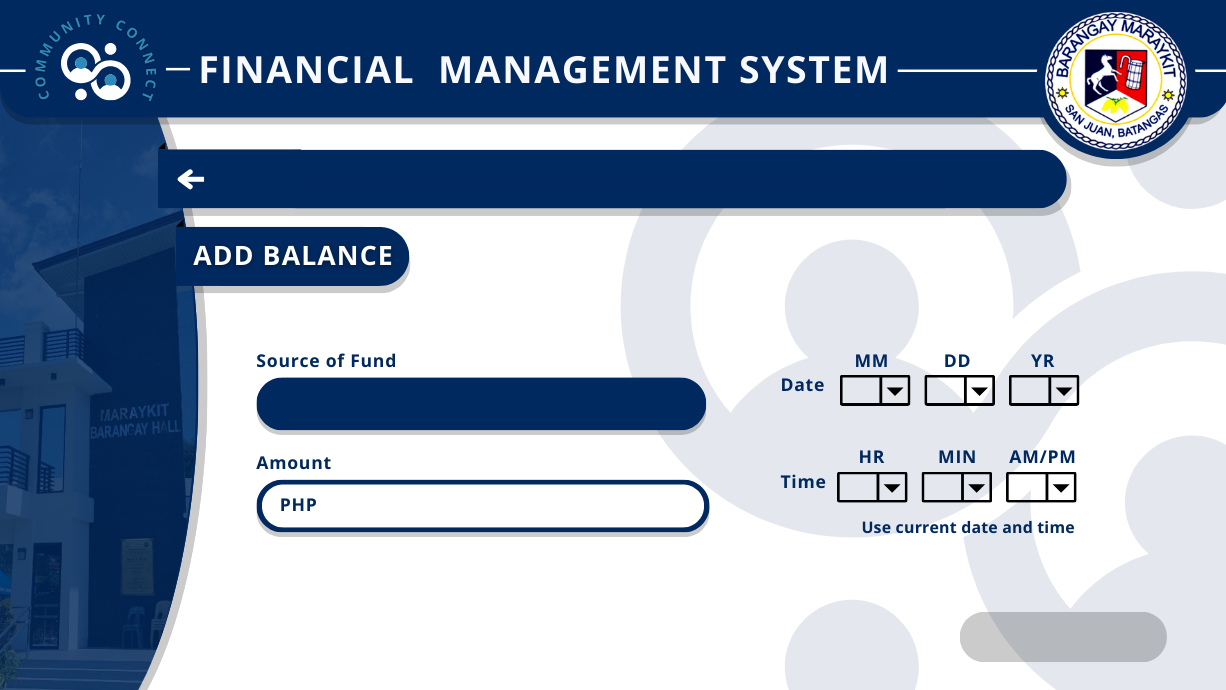 COMMUNITY CONNECT
FINANCIAL MANAGEMENT SYSTEM
BARANGAY MARAYKIT
SAN JUAN, BATANGAS
ADD BALANCE
Source of Fund
MM DD YR
Date
MARAYKIT
BARANGAY HALL
Amount
HR MIN AM/PM
Time
PHP
Use current date and time